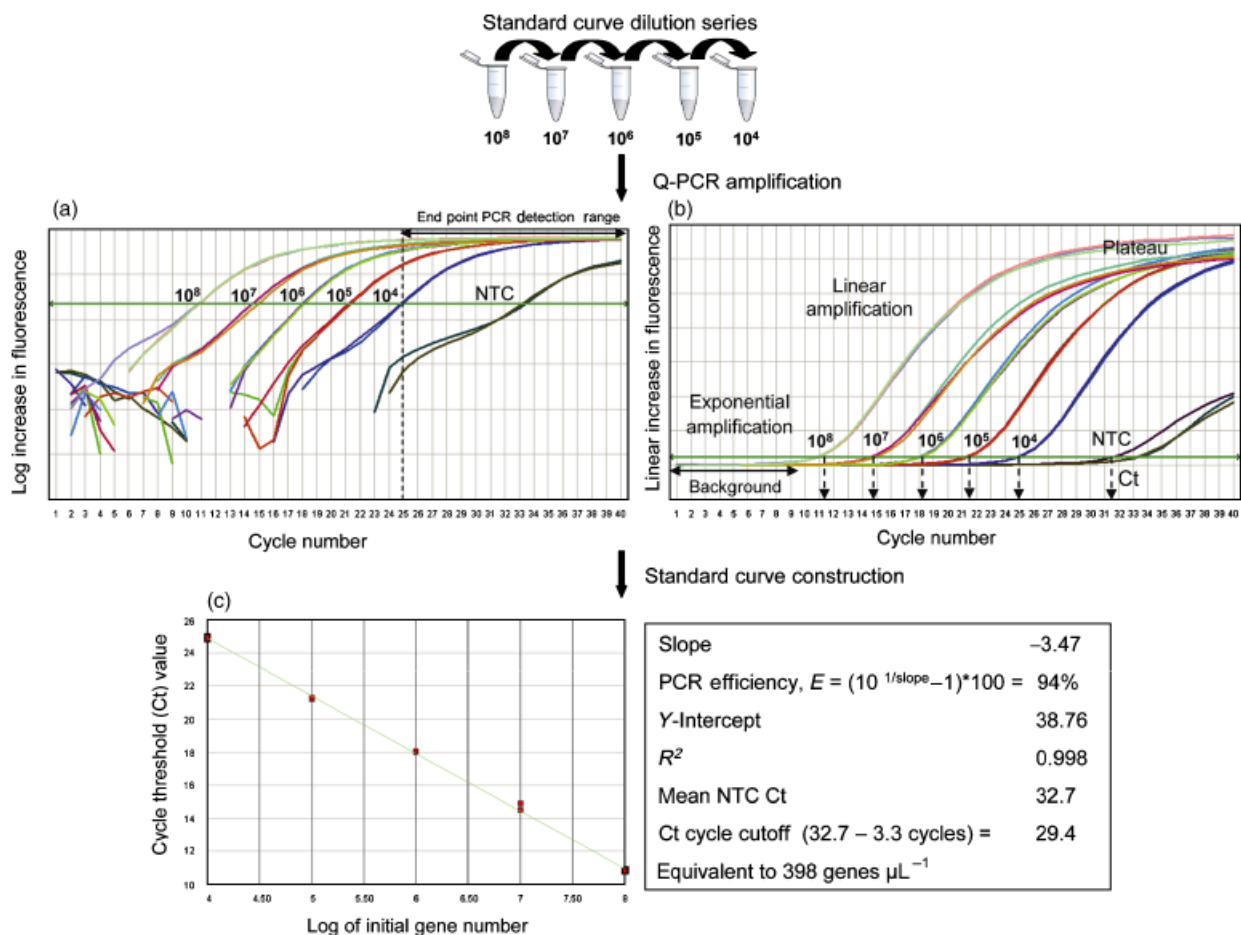 Standard curve dilution series
10⁸ 10⁷ 10⁶ 10⁵ 10⁴
Q-PCR amplification
(a)
End point PCR detection range
Log increase in fluorescence
10⁸ 10⁷ 10⁶ 10⁵ 10⁴ NTC
1 2 3 4 5 6 7 8 9 10 11 12 13 14 15 16 17 18 19 20 21 22 23 24 25 26 27 28 29 30 31 32 33 34 35 36 37 38 39 40
Cycle number
(b)
Linear increase in fluorescence
Plateau
Linear
amplification
Exponential
amplification
10⁸ 10⁷ 10⁶ 10⁵ 10⁴ NTC
Ct
Background
1 2 3 4 5 6 7 8 9 10 11 12 13 14 15 16 17 18 19 20 21 22 23 24 25 26 27 28 29 30 31 32 33 34 35 36 37 38 39 40
Cycle number
Standard curve construction
(c)
Cycle threshold (Ct) value
26
24
22
20
18
16
14
12
10
4 4.50 5 5.50 6 6.50 7 7.50 8
Log of initial gene number
Slope −3.47
PCR efficiency, E = (10 ^1/slope −1)*100 = 94%
Y-Intercept 38.76
R² 0.998
Mean NTC Ct 32.7
Ct cycle cutoff (32.7 – 3.3 cycles) = 29.4
Equivalent to 398 genes µL⁻¹